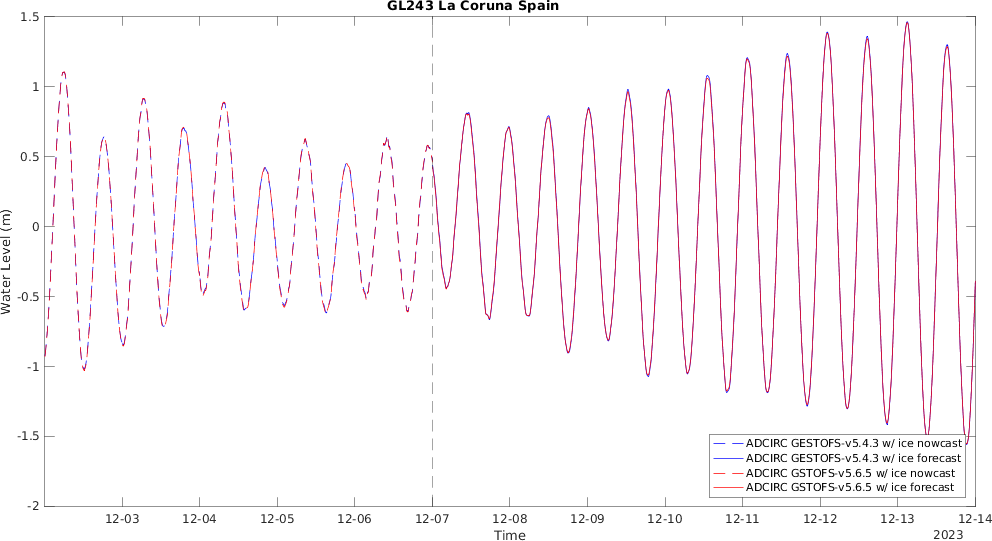 GL243 La Coruna Spain
1.5
1
0.5
0
-0.5
-1
-1.5
-2
Water Level (m)
12-03 12-04 12-05 12-06 12-07 12-08 12-09 12-10 12-11 12-12 12-13 12-14
Time
2023
ADCIRC GESTOFS-v5.4.3 w/ ice nowcast
ADCIRC GESTOFS-v5.4.3 w/ ice forecast
ADCIRC GSTOFS-v5.6.5 w/ ice nowcast
ADCIRC GSTOFS-v5.6.5 w/ ice forecast